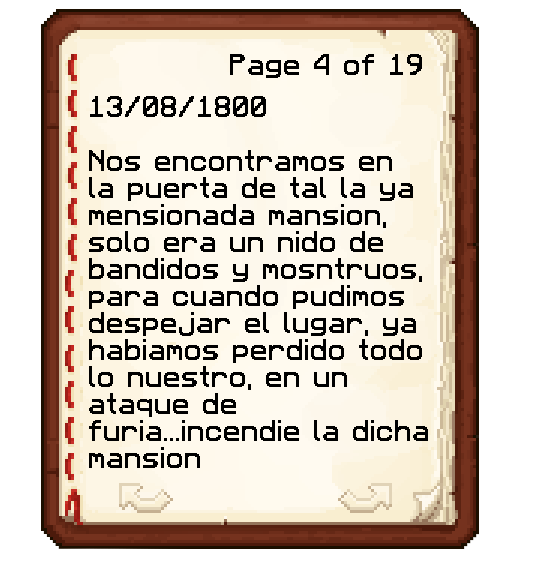 Page 4 of 19
13/08/1800
Nos encontramos en
la puerta de tal la ya
mensionada mansion,
solo era un nido de
bandidos y mosntruos,
para cuando pudimos
despejar el lugar, ya
habiamos perdido todo
lo nuestro, en un
ataque de
furia...incendie la dicha
mansion